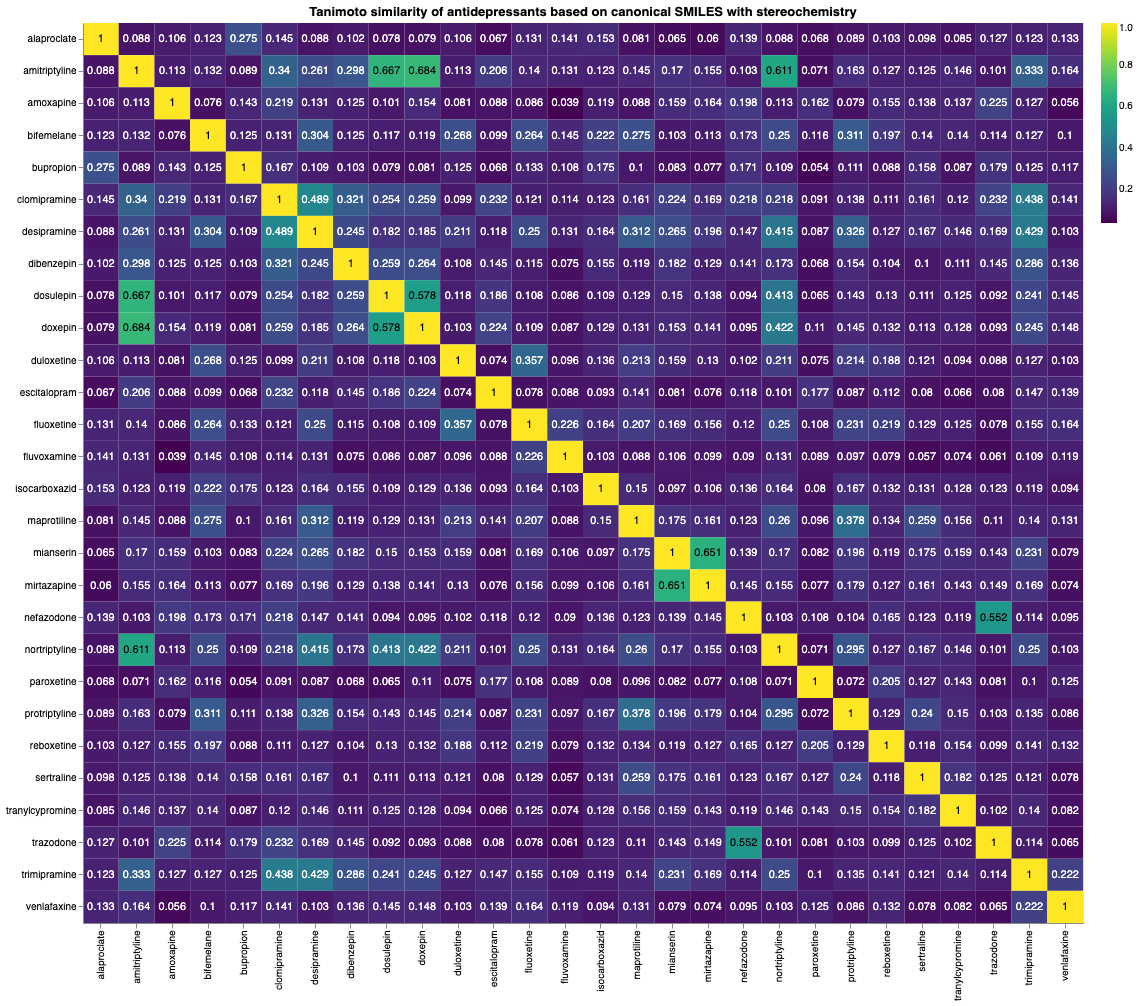 Tanimoto similarity of antidepressants based on canonical SMILES with stereochemistry
alaproclate 1 0.088 0.106 0.123 0.275 0.145 0.088 0.102 0.078 0.079 0.106 0.067 0.131 0.141 0.153 0.081 0.065 0.06 0.139 0.088 0.068 0.089 0.103 0.098 0.085 0.127 0.123 0.133
amitriptyline 0.088 1 0.113 0.132 0.089 0.34 0.261 0.298 0.667 0.684 0.113 0.206 0.14 0.131 0.123 0.145 0.17 0.155 0.103 0.611 0.071 0.163 0.127 0.125 0.146 0.101 0.333 0.164
amoxapine 0.106 0.113 1 0.076 0.143 0.219 0.131 0.125 0.101 0.154 0.081 0.088 0.086 0.039 0.119 0.088 0.159 0.164 0.198 0.113 0.162 0.079 0.155 0.138 0.137 0.225 0.127 0.056
bifemelane 0.123 0.132 0.076 1 0.125 0.131 0.304 0.125 0.117 0.119 0.268 0.099 0.264 0.145 0.222 0.275 0.103 0.113 0.173 0.25 0.116 0.311 0.197 0.14 0.14 0.114 0.127 0.1
bupropion 0.275 0.089 0.143 0.125 1 0.167 0.109 0.103 0.079 0.081 0.125 0.068 0.133 0.108 0.175 0.1 0.083 0.077 0.171 0.109 0.054 0.111 0.088 0.158 0.087 0.179 0.125 0.117
clomipramine 0.145 0.34 0.219 0.131 0.167 1 0.489 0.321 0.254 0.259 0.099 0.232 0.121 0.114 0.123 0.161 0.224 0.169 0.218 0.218 0.091 0.138 0.111 0.161 0.12 0.232 0.438 0.141
desipramine 0.088 0.261 0.131 0.304 0.109 0.489 1 0.245 0.182 0.185 0.211 0.118 0.25 0.131 0.164 0.312 0.265 0.196 0.147 0.415 0.087 0.326 0.127 0.167 0.146 0.169 0.429 0.103
dibenzepin 0.102 0.298 0.125 0.125 0.103 0.321 0.245 1 0.259 0.264 0.108 0.145 0.115 0.075 0.155 0.119 0.182 0.129 0.141 0.173 0.068 0.154 0.104 0.1 0.111 0.145 0.286 0.136
dosulepin 0.078 0.667 0.101 0.117 0.079 0.254 0.182 0.259 1 0.578 0.118 0.186 0.108 0.086 0.109 0.129 0.15 0.138 0.094 0.413 0.065 0.143 0.13 0.111 0.125 0.092 0.241 0.145
doxepin 0.079 0.684 0.154 0.119 0.081 0.259 0.185 0.264 0.578 1 0.103 0.224 0.109 0.087 0.129 0.131 0.153 0.141 0.095 0.422 0.11 0.145 0.132 0.113 0.128 0.093 0.245 0.148
duloxetine 0.106 0.113 0.081 0.268 0.125 0.099 0.211 0.108 0.118 0.103 1 0.074 0.357 0.096 0.136 0.213 0.159 0.13 0.102 0.211 0.075 0.214 0.188 0.121 0.094 0.088 0.127 0.103
escitalopram 0.067 0.206 0.088 0.099 0.068 0.232 0.118 0.145 0.186 0.224 0.074 1 0.078 0.088 0.093 0.141 0.081 0.076 0.118 0.101 0.177 0.087 0.112 0.08 0.066 0.08 0.147 0.139
fluoxetine 0.131 0.14 0.086 0.264 0.133 0.121 0.25 0.115 0.108 0.109 0.357 0.078 1 0.226 0.164 0.207 0.169 0.156 0.12 0.25 0.108 0.231 0.219 0.129 0.125 0.078 0.155 0.164
fluvoxamine 0.141 0.131 0.039 0.145 0.108 0.114 0.131 0.075 0.086 0.087 0.096 0.088 0.226 1 0.103 0.088 0.106 0.099 0.09 0.131 0.089 0.097 0.079 0.057 0.074 0.061 0.109 0.119
isocarboxazid 0.153 0.123 0.119 0.222 0.175 0.123 0.164 0.155 0.109 0.129 0.136 0.093 0.164 0.103 1 0.15 0.097 0.106 0.136 0.164 0.08 0.167 0.132 0.131 0.128 0.123 0.119 0.094
maprotiline 0.081 0.145 0.088 0.275 0.1 0.161 0.312 0.119 0.129 0.131 0.213 0.141 0.207 0.088 0.15 1 0.175 0.161 0.123 0.26 0.096 0.378 0.134 0.259 0.156 0.11 0.14 0.131
mianserin 0.065 0.17 0.159 0.103 0.083 0.224 0.265 0.182 0.15 0.153 0.159 0.081 0.169 0.106 0.097 0.175 1 0.651 0.139 0.17 0.082 0.196 0.119 0.175 0.159 0.143 0.231 0.079
mirtazapine 0.06 0.155 0.164 0.113 0.077 0.169 0.196 0.129 0.138 0.141 0.13 0.076 0.156 0.099 0.106 0.161 0.651 1 0.145 0.155 0.077 0.179 0.127 0.161 0.143 0.149 0.169 0.074
nefazodone 0.139 0.103 0.198 0.173 0.171 0.218 0.147 0.141 0.094 0.095 0.102 0.118 0.12 0.09 0.136 0.123 0.139 0.145 1 0.103 0.108 0.104 0.165 0.123 0.119 0.552 0.114 0.095
nortriptyline 0.088 0.611 0.113 0.25 0.109 0.218 0.415 0.173 0.413 0.422 0.211 0.101 0.25 0.131 0.164 0.26 0.17 0.155 0.103 1 0.071 0.295 0.127 0.167 0.146 0.101 0.25 0.103
paroxetine 0.068 0.071 0.162 0.116 0.054 0.091 0.087 0.068 0.065 0.11 0.075 0.177 0.108 0.089 0.08 0.096 0.082 0.077 0.108 0.071 1 0.072 0.205 0.127 0.143 0.081 0.1 0.125
protriptyline 0.089 0.163 0.079 0.311 0.111 0.138 0.326 0.154 0.143 0.145 0.214 0.087 0.231 0.097 0.167 0.378 0.196 0.179 0.104 0.295 0.072 1 0.129 0.24 0.15 0.103 0.135 0.086
reboxetine 0.103 0.127 0.155 0.197 0.088 0.111 0.127 0.104 0.13 0.132 0.188 0.112 0.219 0.079 0.132 0.134 0.119 0.127 0.165 0.127 0.205 0.129 1 0.118 0.154 0.099 0.141 0.132
sertraline 0.098 0.125 0.138 0.14 0.158 0.161 0.167 0.1 0.111 0.113 0.121 0.08 0.129 0.057 0.131 0.259 0.175 0.161 0.123 0.167 0.127 0.24 0.118 1 0.182 0.125 0.121 0.078
tranylcypromine 0.085 0.146 0.137 0.14 0.087 0.12 0.146 0.111 0.125 0.128 0.094 0.066 0.125 0.074 0.128 0.156 0.159 0.143 0.119 0.146 0.143 0.15 0.154 0.182 1 0.102 0.14 0.082
trazodone 0.127 0.101 0.225 0.114 0.179 0.232 0.169 0.145 0.092 0.093 0.088 0.08 0.078 0.061 0.123 0.11 0.143 0.149 0.552 0.101 0.081 0.103 0.099 0.125 0.102 1 0.114 0.065
trimipramine 0.123 0.333 0.127 0.127 0.125 0.438 0.429 0.286 0.241 0.245 0.127 0.147 0.155 0.109 0.119 0.14 0.231 0.169 0.114 0.25 0.1 0.135 0.141 0.121 0.14 0.114 1 0.222
venlafaxine 0.133 0.164 0.056 0.1 0.117 0.141 0.103 0.136 0.145 0.148 0.103 0.139 0.164 0.119 0.094 0.131 0.079 0.074 0.095 0.103 0.125 0.086 0.132 0.078 0.082 0.065 0.222 1
alaproclate
amitriptyline
amoxapine
bifemelane
bupropion
clomipramine
desipramine
dibenzepin
dosulepin
doxepin
duloxetine
escitalopram
fluoxetine
fluvoxamine
isocarboxazid
maprotiline
mianserin
mirtazapine
nefazodone
nortriptyline
paroxetine
protriptyline
reboxetine
sertraline
tranylcypromine
trazodone
trimipramine
venlafaxine
1.0
0.8
0.6
0.4
0.2